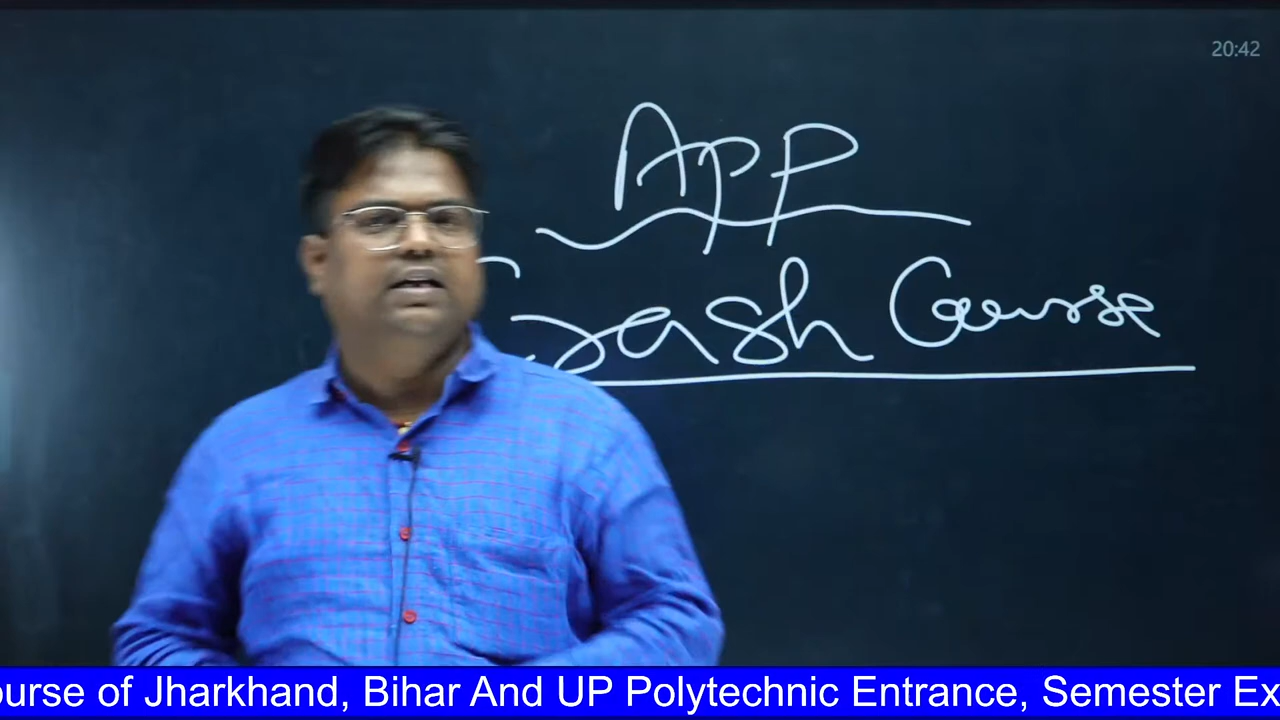 20:42
App
Crash Course
ourse of Jharkhand, Bihar And UP Polytechnic Entrance, Semester Ex